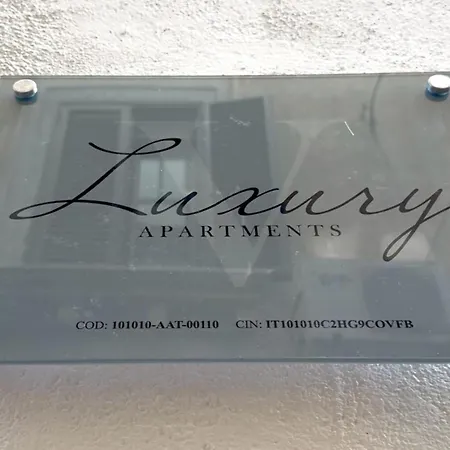 Luxury
APARTMENTS
COD: 101010-AAT-00110 CIN: IT101010C2HG9COVFB